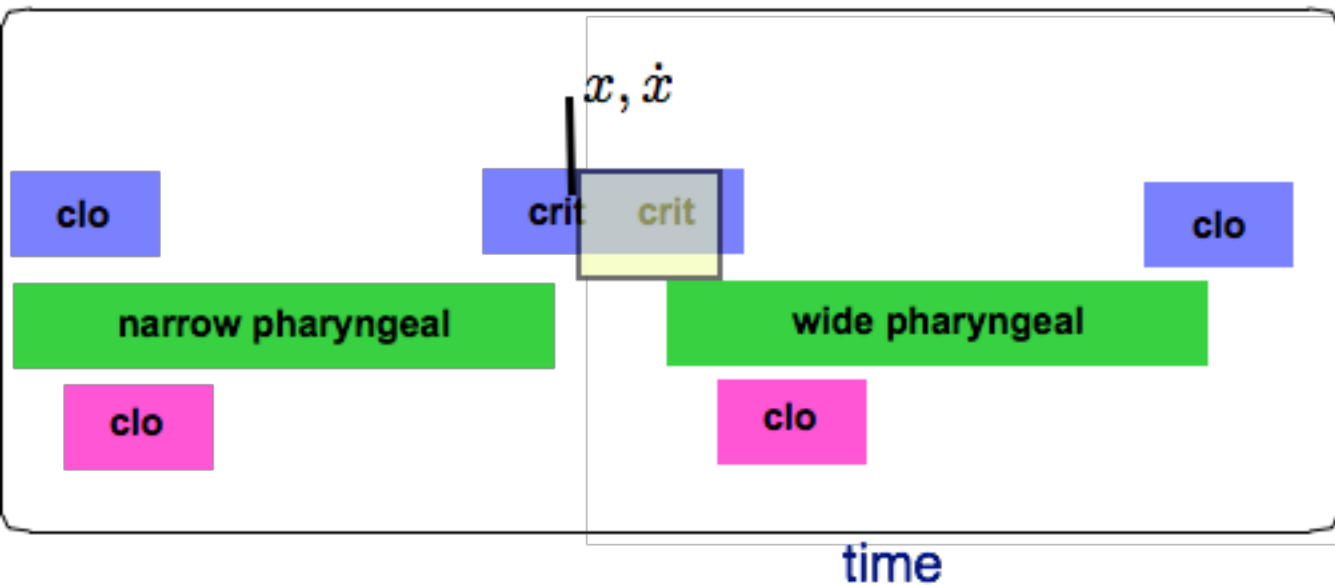 x, ẋ
clo crit crit clo
narrow pharyngeal wide pharyngeal
clo clo
time